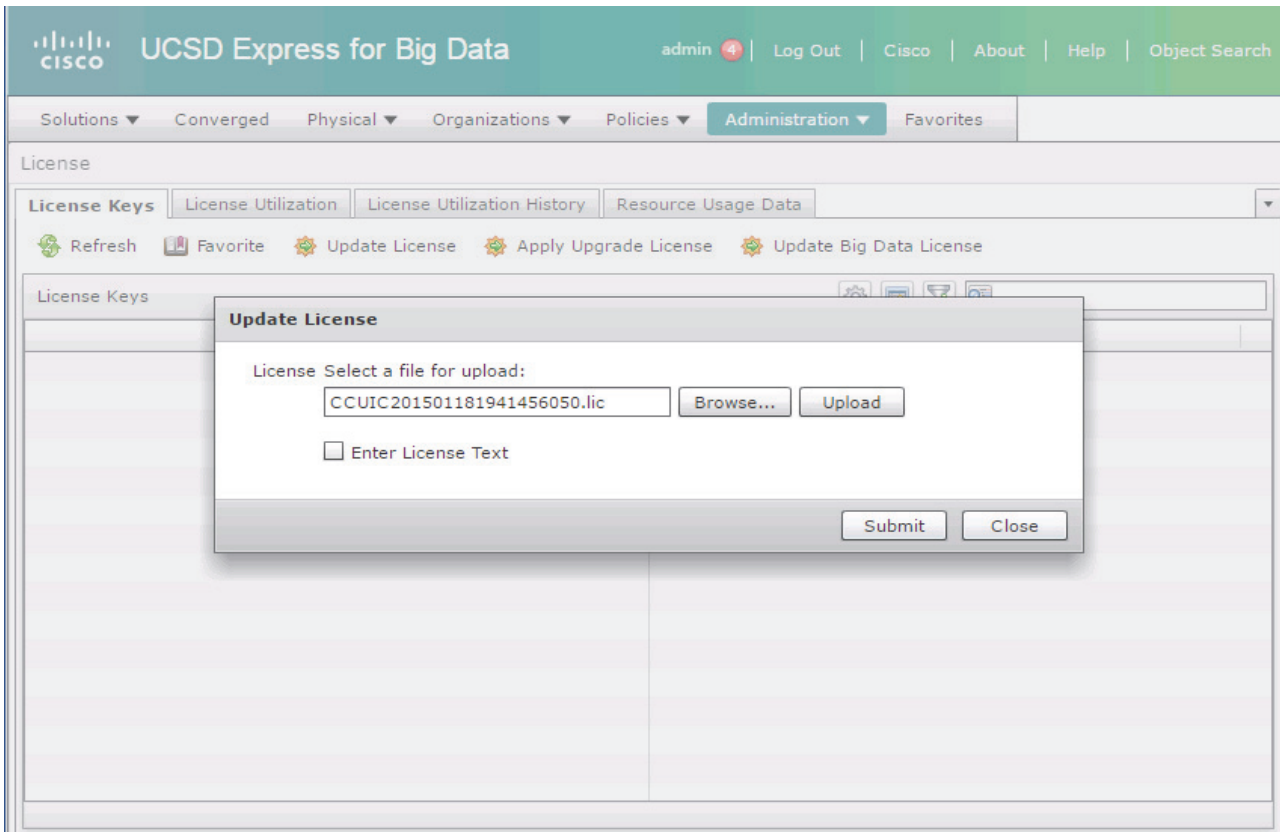 CISCO UCSD Express for Big Data admin 4 | Log Out | Cisco | About | Help | Object Search
Solutions ▼ Converged Physical ▼ Organizations ▼ Policies ▼ Administration ▼ Favorites
License
License Keys License Utilization License Utilization History Resource Usage Data
Refresh Favorite Update License Apply Upgrade License Update Big Data License
License Keys
Update License
License Select a file for upload:
CCUIC201501181941456050.lic Browse... Upload
Enter License Text
Submit Close